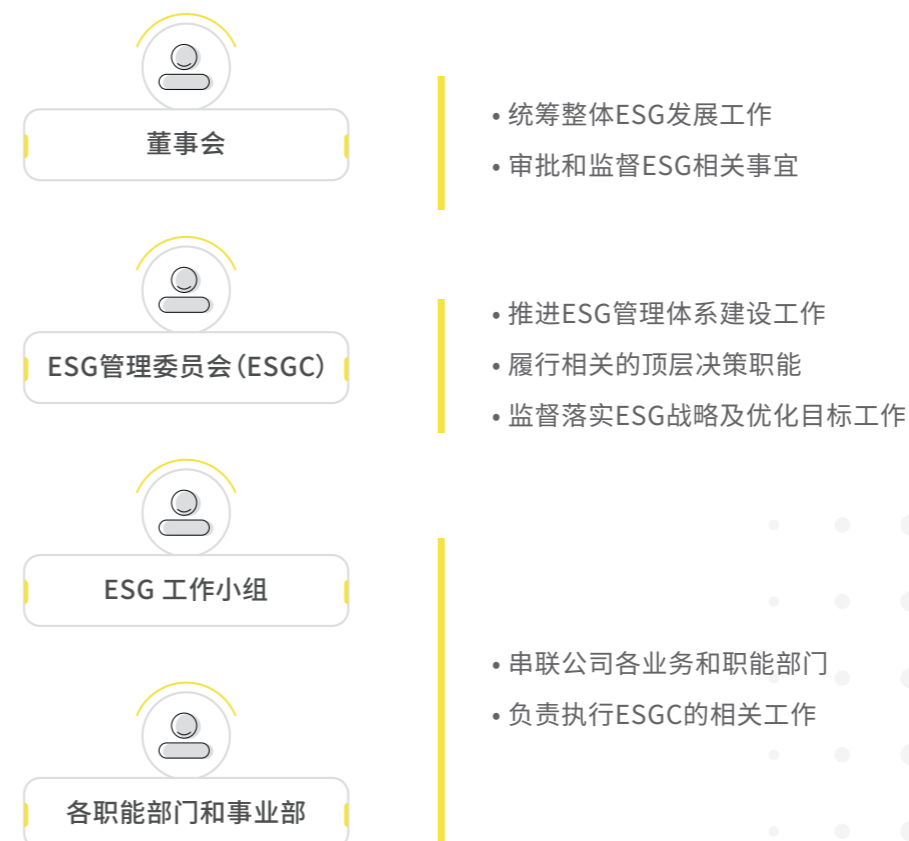 董事会
• 统筹整体ESG发展工作
• 审批和监督ESG相关事宜
ESG管理委员会（ESGC）
• 推进ESG管理体系建设工作
• 履行相关的顶层决策职能
• 监督落实ESG战略及优化目标工作
ESG 工作小组
各职能部门和事业部
• 串联公司各业务和职能部门
• 负责执行ESGC的相关工作